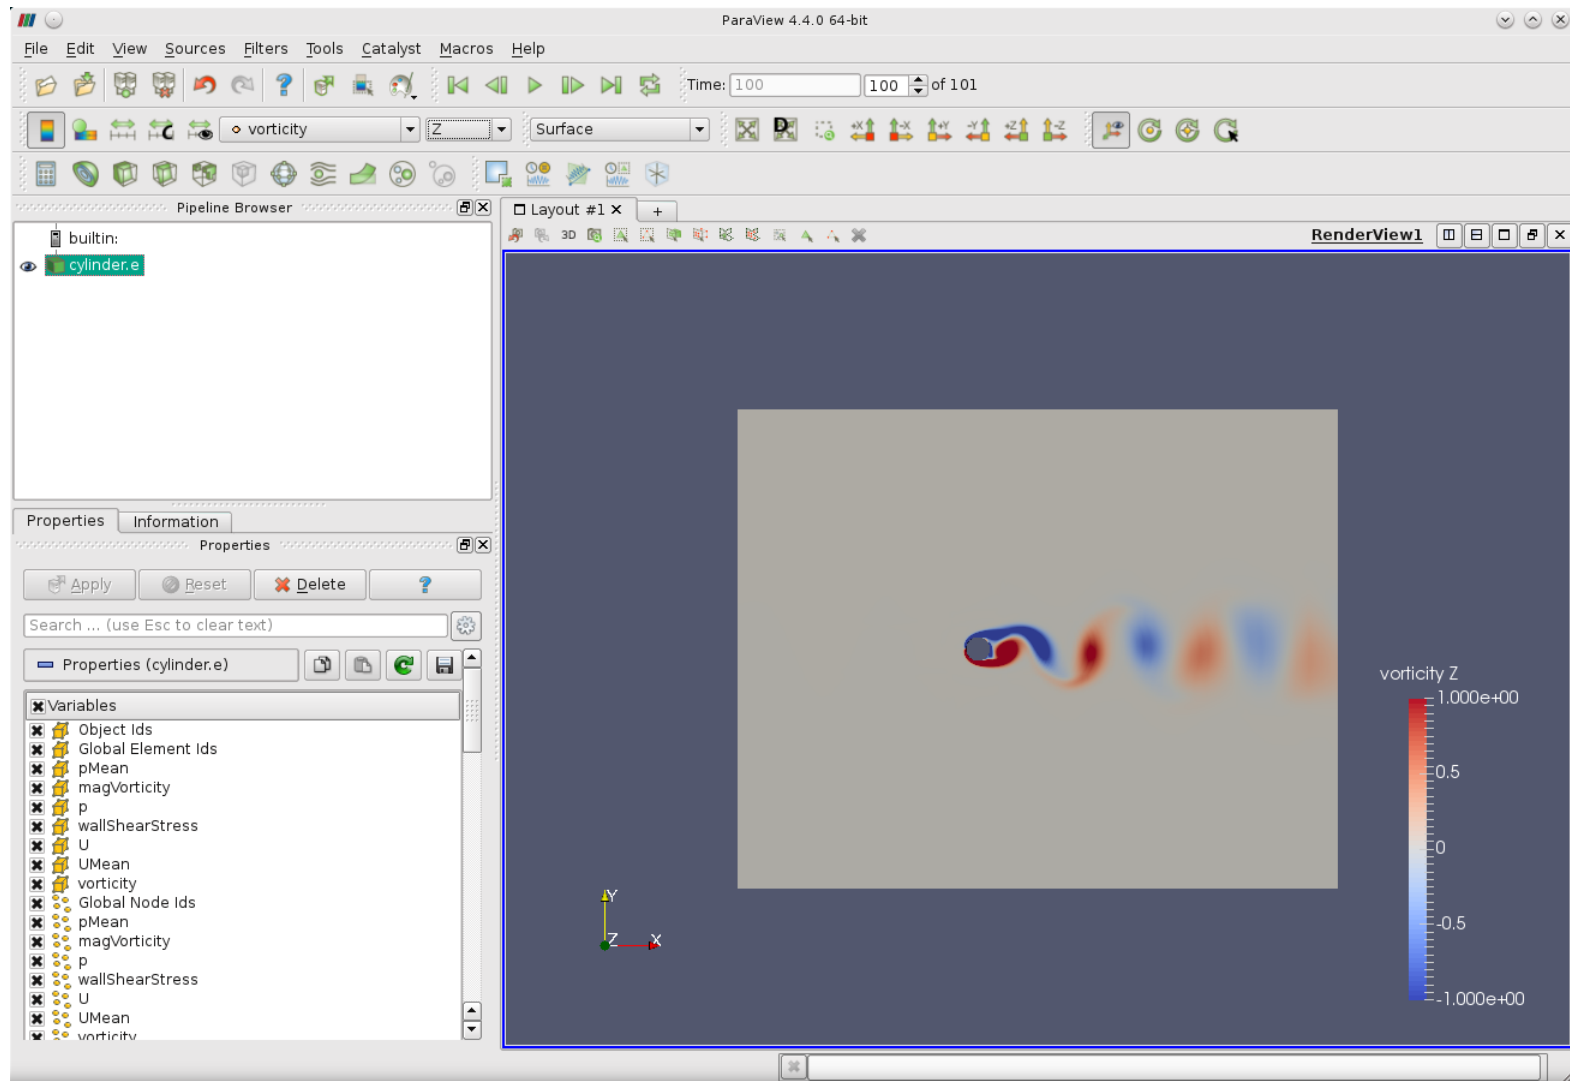 ParaView 4.4.0 64-bit
File Edit View Sources Filters Tools Catalyst Macros Help
Time: 100 100 of 101
vorticity Z Surface +X -X +Y -Y +Z -Z
Pipeline Browser
Layout #1 +
3D RenderView1
builtin:
cylinder.e
Properties Information
Properties
Apply Reset Delete ?
Search ... (use Esc to clear text)
Properties (cylinder.e)
Variables
Object Ids
Global Element Ids
pMean
magVorticity
p
wallShearStress
U
UMean
vorticity
Global Node Ids
pMean
magVorticity
p
wallShearStress
U
UMean
vorticity
vorticity Z
1.000e+00
0.5
0
-0.5
-1.000e+00
Y
Z X